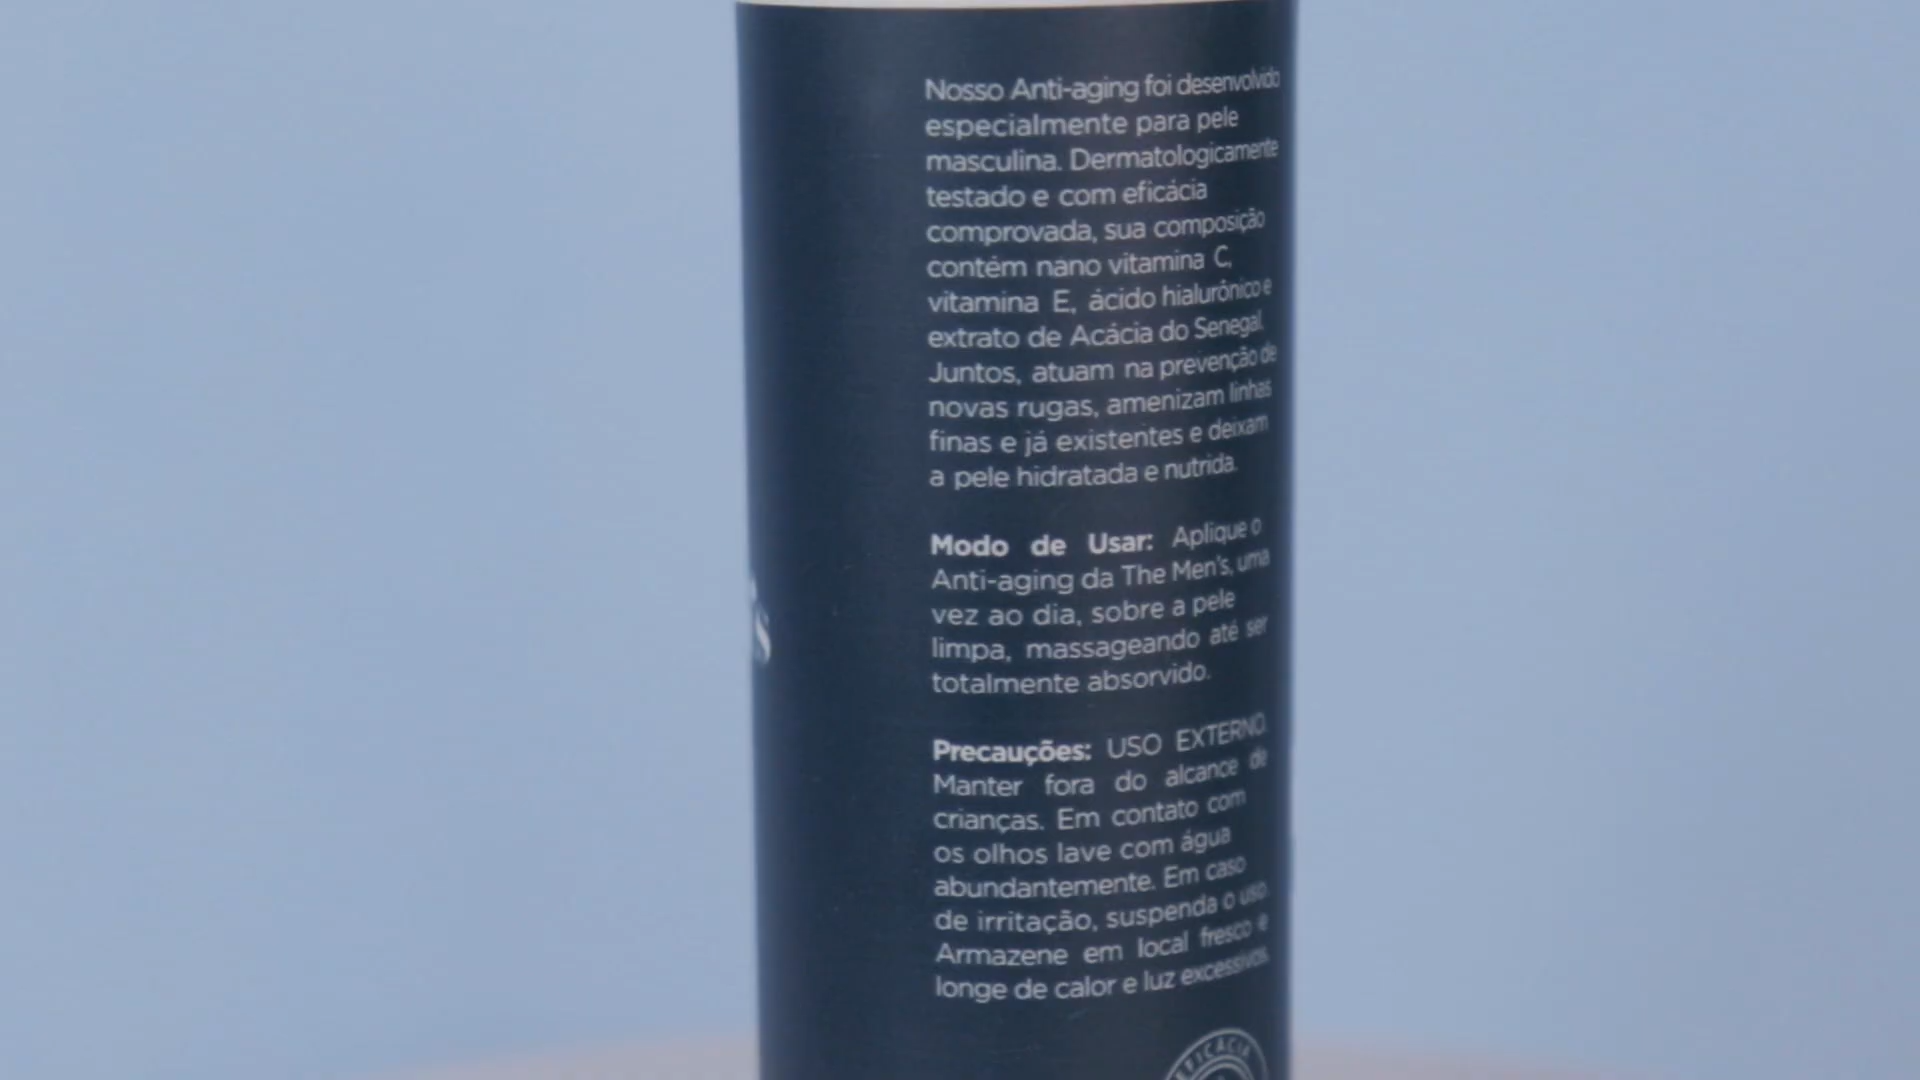 Nosso Anti-aging foi desenvolvido
especialmente para pele
masculina. Dermatologicamente
testado e com eficácia
comprovada, sua composição
contém nano vitamina C,
vitamina E, ácido hialurônico e
extrato de Acácia do Senegal.
Juntos, atuam na prevenção de
novas rugas, amenizam linhas
finas e já existentes e deixam
a pele hidratada e nutrida.
Modo de Usar: Aplique o
Anti-aging da The Men's, uma
vez ao dia, sobre a pele
limpa, massageando até ser
totalmente absorvido.
Precauções: USO EXTERNO.
Manter fora do alcance de
crianças. Em contato com
os olhos lave com água
abundantemente. Em caso
de irritação, suspenda o uso.
Armazene em local fresco e
longe de calor e luz excessivos.
EFICÁCIA